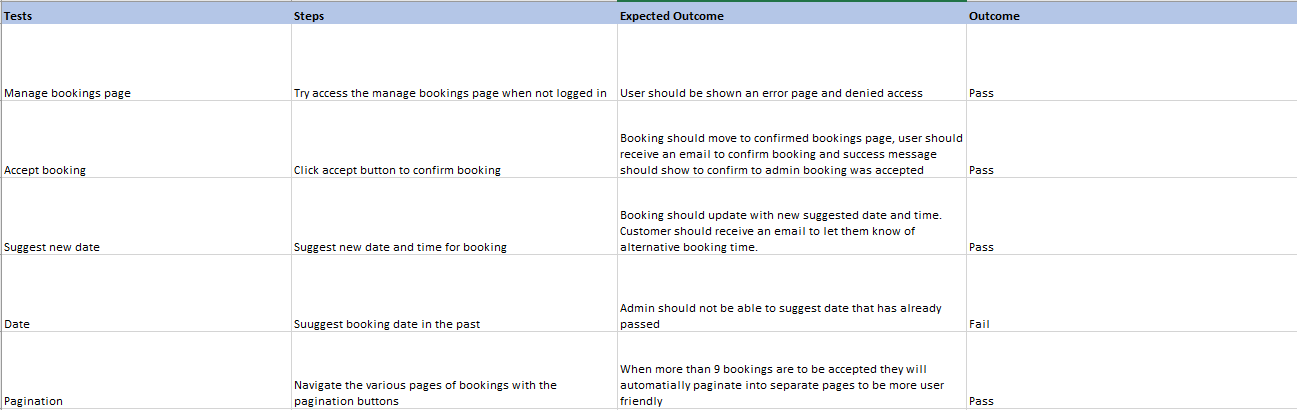 Tests Steps Expected Outcome Outcome
Manage bookings page Try access the manage bookings page when not logged in User should be shown an error page and denied access Pass
Booking should move to confirmed bookings page, user should
receive an email to confirm booking and success message
Accept booking Click accept button to confirm booking should show to confirm to admin booking was accepted Pass
Booking should update with new suggested date and time.
Customer should receive an email to let them know of
Suggest new date Suggest new date and time for booking alternative booking time. Pass
Admin should not be able to suggest date that has already
Date Suuggest booking date in the past passed Fail
When more than 9 bookings are to be accepted they will
Navigate the various pages of bookings with the automatially paginate into separate pages to be more user
Pagination pagination buttons friendly Pass